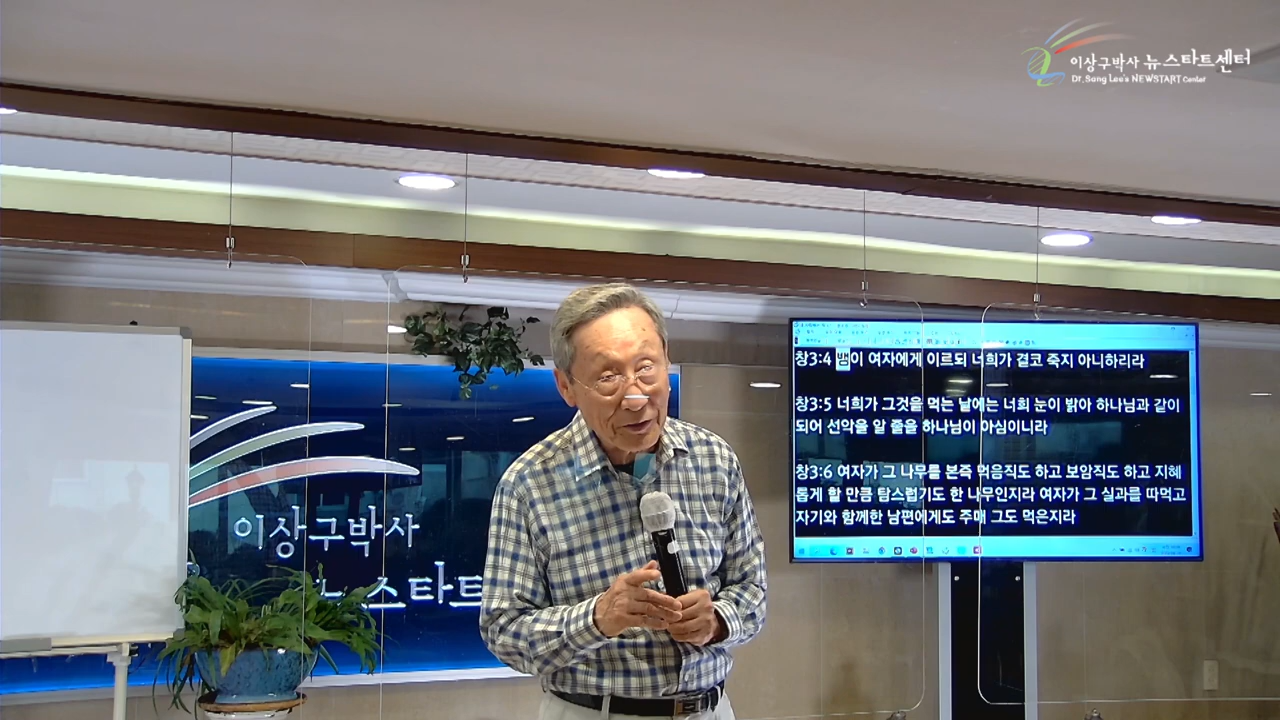 이상구박사 뉴스타트센터
Dr. Sang Lee's NEWSTART Center
창3:4 뱀이 여자에게 이르되 너희가 결코 죽지 아니하리라
창3:5 너희가 그것을 먹는 날에는 너희 눈이 밝아 하나님과 같이
되어 선악을 알 줄을 하나님이 아심이니라
창3:6 여자가 그 나무를 본즉 먹음직도 하고 보암직도 하고 지혜
롭게 할 만큼 탐스럽기도 한 나무인지라 여자가 그 실과를 따먹고
자기와 함께한 남편에게도 주매 그도 먹은지라
이상구박사
뉴스타트